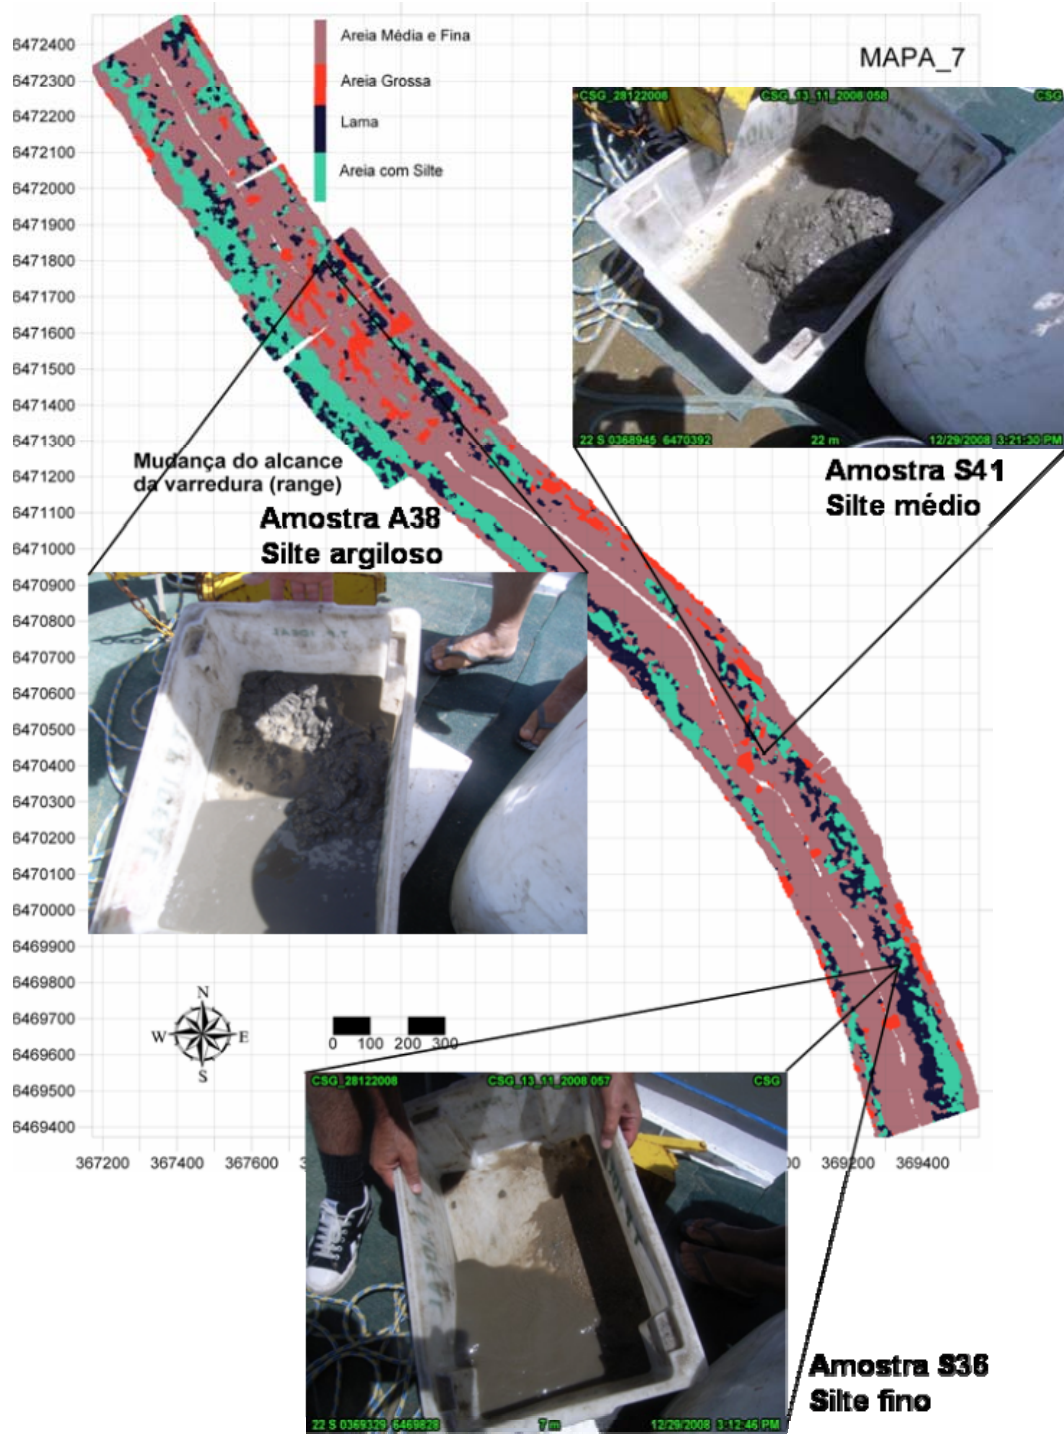 MAPA_7
Areia Média e Fina
Areia Grossa
Lama
Areia com Silte
6472400
6472300
6472200
6472100
6472000
6471900
6471800
6471700
6471600
6471500
6471400
6471300
6471200
6471100
6471000
6470900
6470800
6470700
6470600
6470500
6470400
6470300
6470200
6470100
6470000
6469900
6469800
6469700
6469600
6469500
6469400
CSG_28122008 CSG_13_11_2008 058 CSG
22 S 0368945 6470392 22 m 12/29/2008 3:21:30 PM
Amostra S41
Silte médio
Mudança do alcance
da varredura (range)
Amostra A38
Silte argiloso
N
W E
S
0 100 200 300
367200 367400 367600 369200 369400
CSG_28122008 CSG_13_11_2008 057 CSG
22 S 0369329 6469828 7 m 12/29/2008 3:12:46 PM
Amostra S36
Silte fino